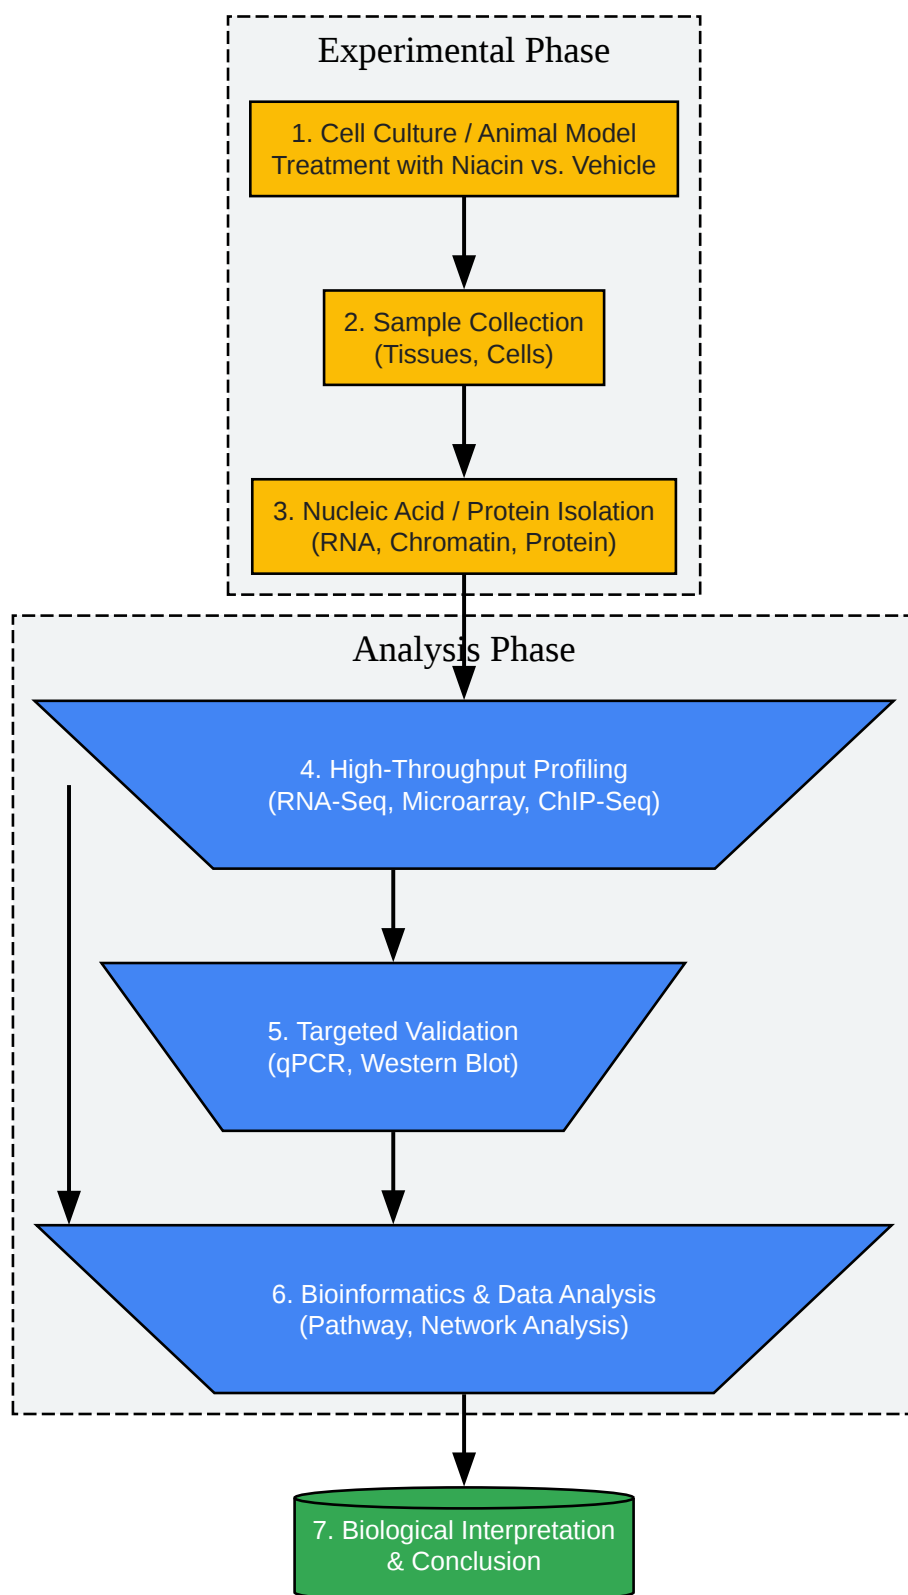 Experimental Phase
1. Cell Culture / Animal Model
Treatment with Niacin vs. Vehicle
2. Sample Collection
(Tissues, Cells)
3. Nucleic Acid / Protein Isolation
(RNA, Chromatin, Protein)
Analysis Phase
4. High-Throughput Profiling
(RNA-Seq, Microarray, ChIP-Seq)
5. Targeted Validation
(qPCR, Western Blot)
6. Bioinformatics & Data Analysis
(Pathway, Network Analysis)
7. Biological Interpretation
& Conclusion